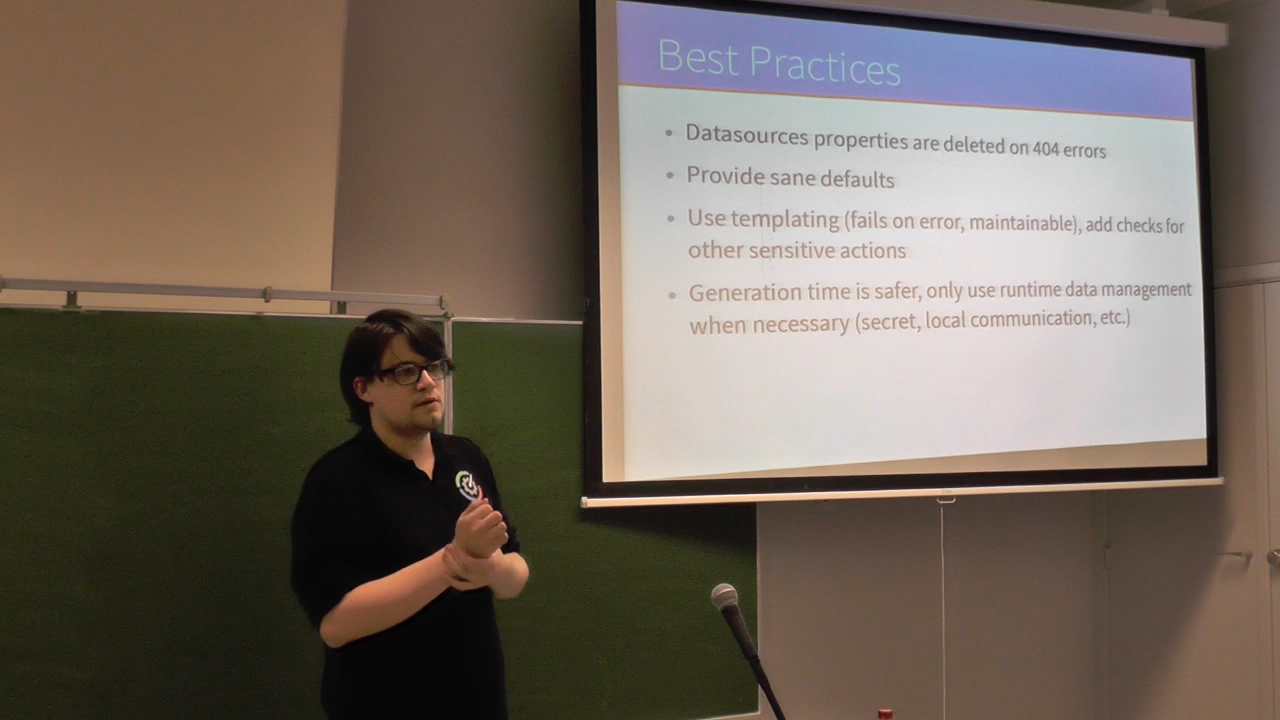 Best Practices
• Datasources properties are deleted on 404 errors
• Provide sane defaults
• Use templating (fails on error, maintainable), add checks for
other sensitive actions
• Generation time is safer, only use runtime data management
when necessary (secret, local communication, etc.)